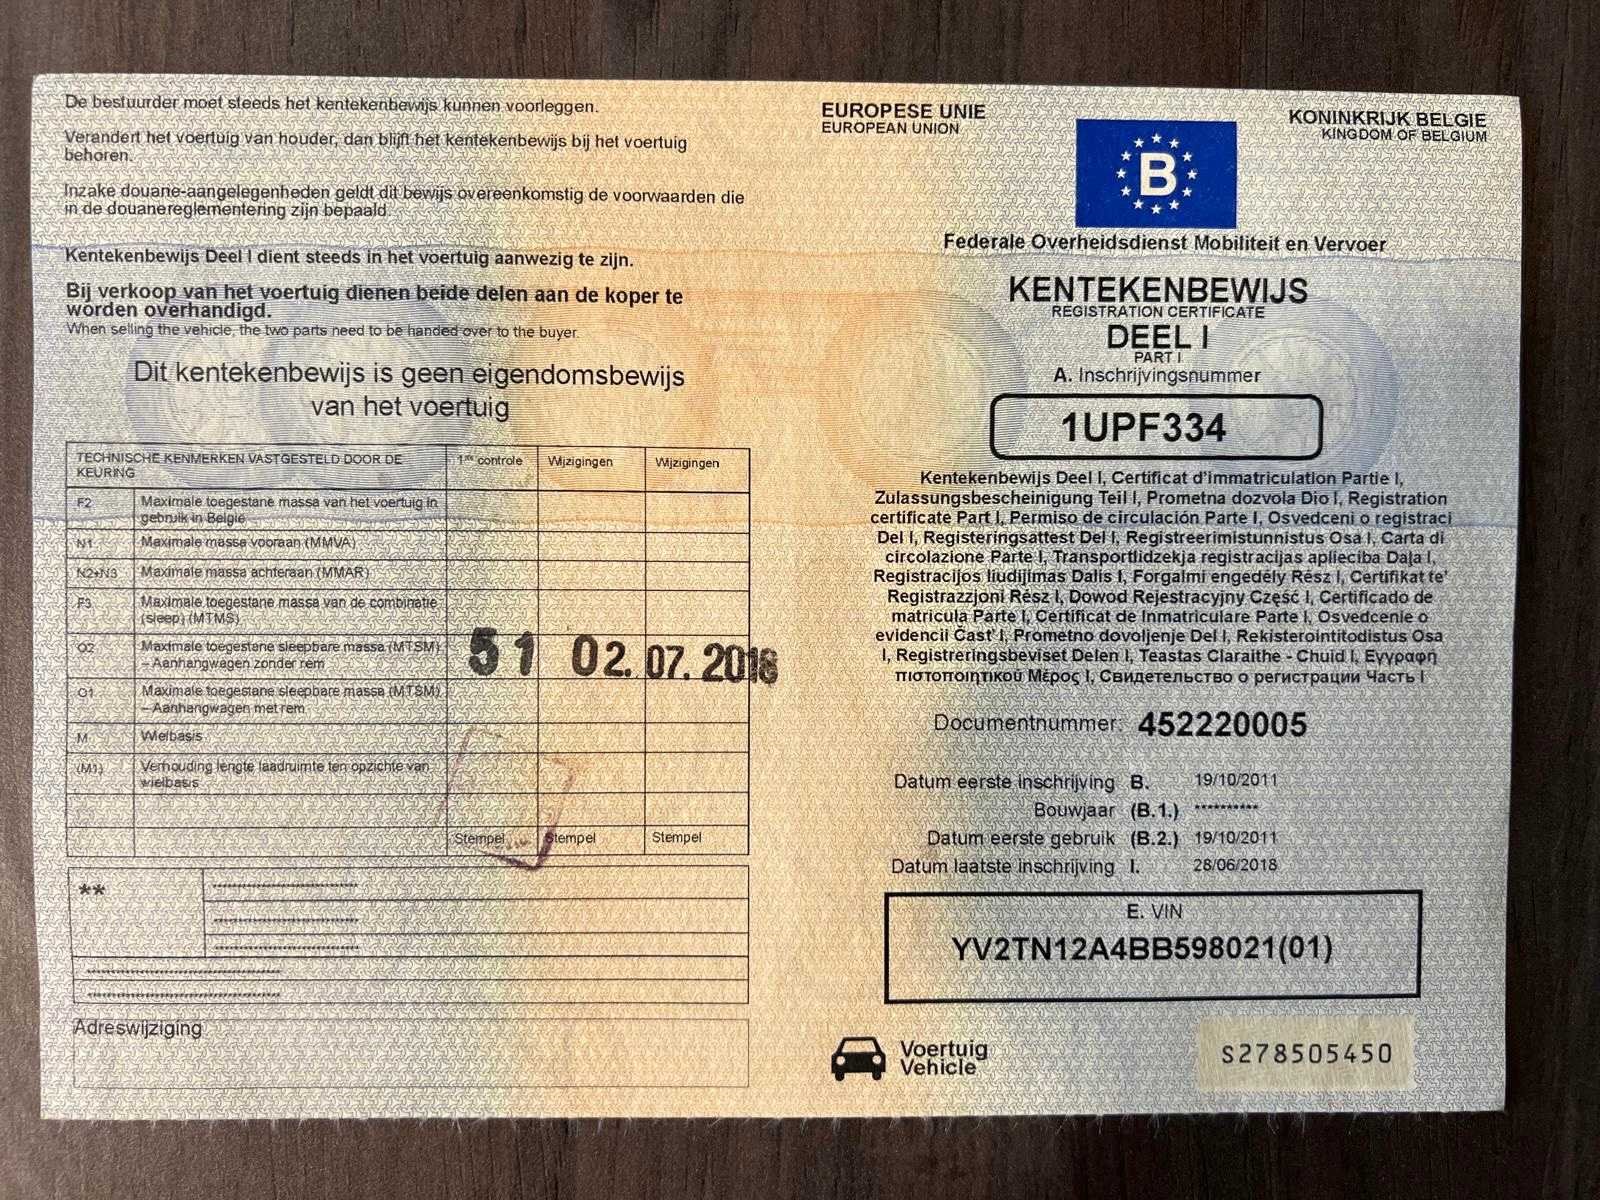 De bestuurder moet steeds het kentekenbewijs kunnen voorleggen.
Verandert het voertuig van houder, dan blijft het kentekenbewijs bij het voertuig
behoren.
Inzake douane-aangelegenheden geldt dit bewijs overeenkomstig de voorwaarden die
in de douanereglementering zijn bepaald.
Kentekenbewijs Deel I dient steeds in het voertuig aanwezig te zijn.
Bij verkoop van het voertuig dienen beide delen aan de koper te
worden overhandigd.
When selling the vehicle, the two parts need to be handed over to the buyer.
Dit kentekenbewijs is geen eigendomsbewijs
van het voertuig
TECHNISCHE KENMERKEN VASTGESTELD DOOR DE
KEURING
1ste controle
Wijzigingen
Wijzigingen
F2
Maximale toegestane massa van het voertuig in
gebruik in België
N1
Maximale massa vooraan (MMVA)
N2+N3
Maximale massa achteraan (MMAR)
F3
Maximale toegestane massa van de combinatie
(sleep) (MTMS)
O2
Maximale toegestane sleepbare massa (MTSM)
– Aanhangwagen zonder rem
51 02. 07. 2018
O1
Maximale toegestane sleepbare massa (MTSM)
– Aanhangwagen met rem
M
Wielbasis
(M1)
Verhouding lengte laadruimte ten opzichte van
wielbasis
Stempel
Stempel
Stempel
**
Adreswijziging
EUROPESE UNIE
EUROPEAN UNION
B
KONINKRIJK BELGIE
KINGDOM OF BELGIUM
Federale Overheidsdienst Mobiliteit en Vervoer
KENTEKENBEWIJS
REGISTRATION CERTIFICATE
DEEL I
PART I
A. Inschrijvingsnummer
1UPF334
Kentekenbewijs Deel I, Certificat d'immatriculation Partie I,
Zulassungsbescheinigung Teil I, Prometna dozvola Dio I, Registration
certificate Part I, Permiso de circulación Parte I, Osvedceni o registraci
Del I, Registeringsattest Del I, Registreerimistunnistus Osa I, Carta di
circolazione Parte I, Transportlidzekja registracijas aplieciba Daļa I,
Registracijos liudijimas Dalis I, Forgalmi engedély Rész I, Certifikat te'
Registrazzjoni Rész I, Dowod Rejestracyjny Część I, Certificado de
matricula Parte I, Certificat de Inmatriculare Parte I, Osvedcenie o
evidencii Čast' I, Prometno dovoljenje Del I, Rekisterointitodistus Osa
I, Registreringsbeviset Delen I, Teastas Claraithe - Chuid I, Εγγραφή
πιστοποιητικού Μέρος I, Свидетельство о регистрации Часть I
Documentnummer: 452220005
Datum eerste inschrijving B. 19/10/2011
Bouwjaar (B.1.) **********
Datum eerste gebruik (B.2.) 19/10/2011
Datum laatste inschrijving I. 28/06/2018
E. VIN
YV2TN12A4BB598021(01)
Voertuig
Vehicle
S278505450